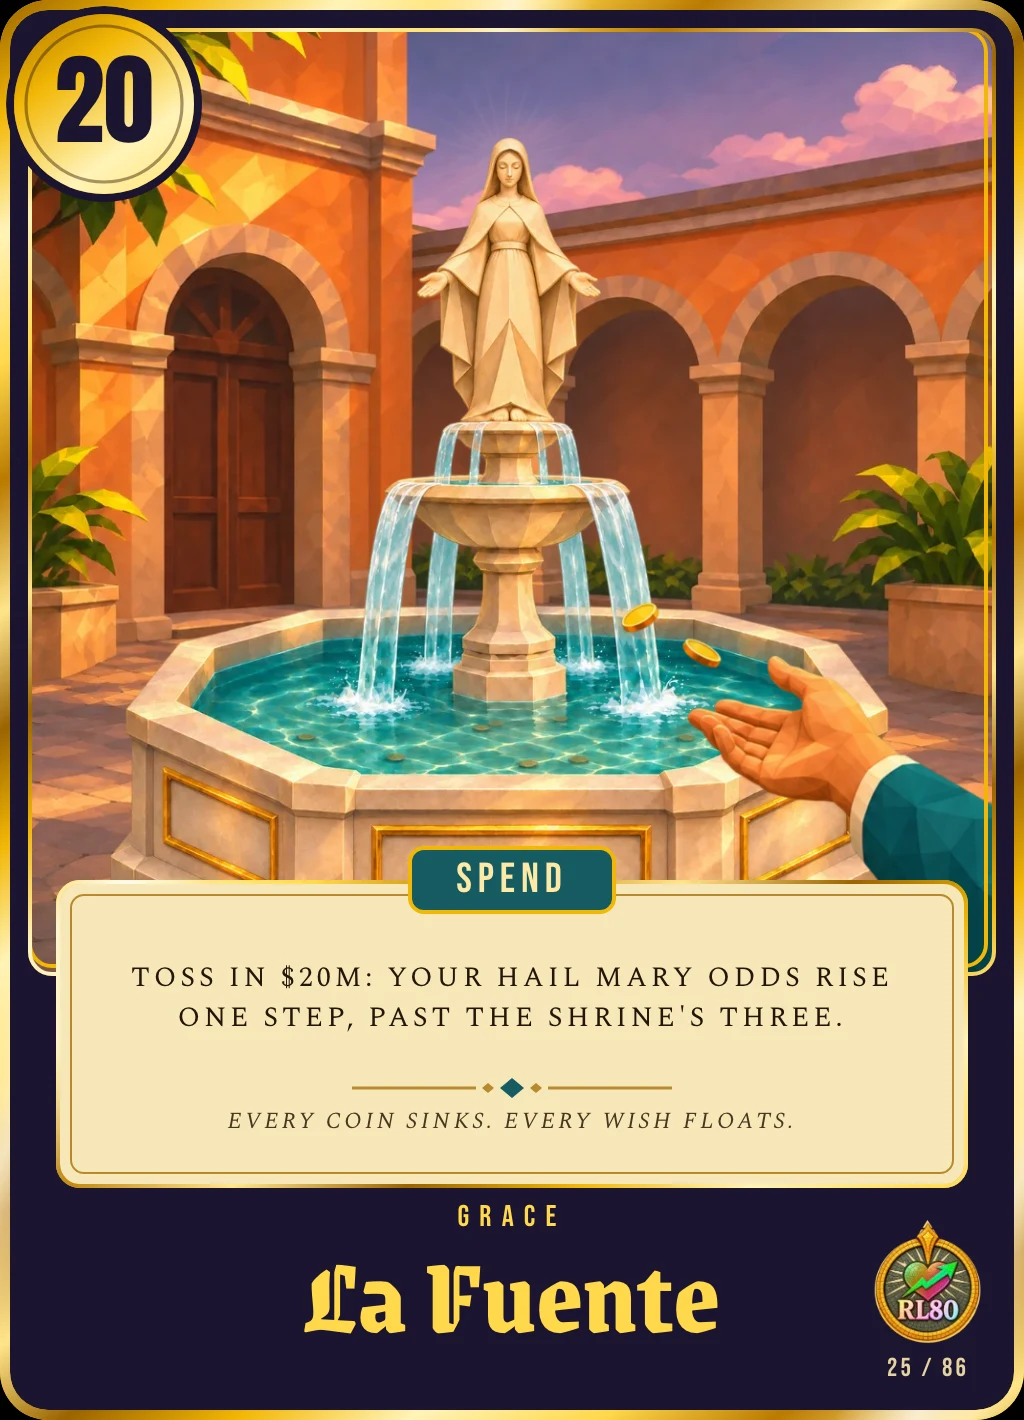 20
SPEND
TOSS IN $20M: YOUR HAIL MARY ODDS RISE
ONE STEP, PAST THE SHRINE'S THREE.
EVERY COIN SINKS. EVERY WISH FLOATS.
GRACE
La Fuente
RL80
25 / 86